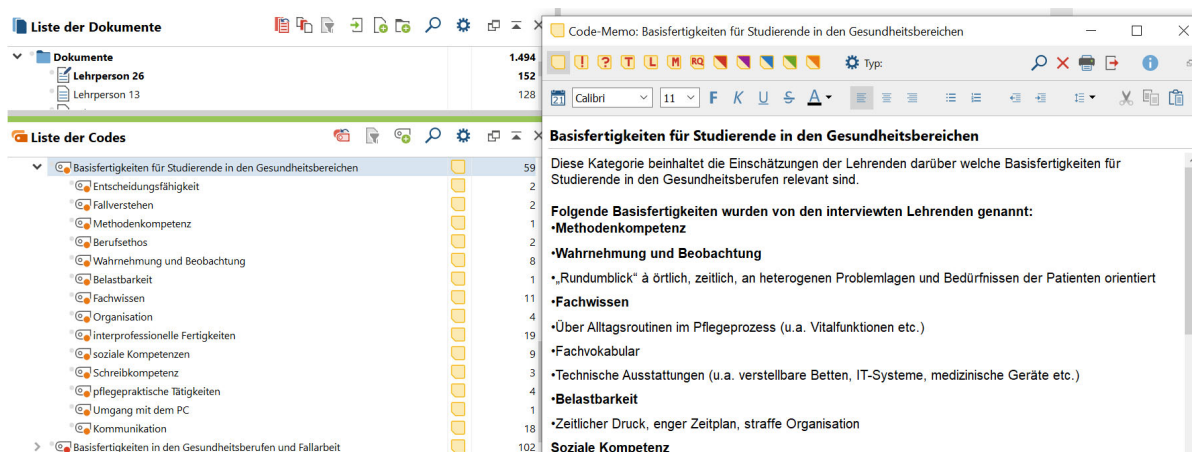 Liste der Dokumente
Dokumente 1.494
Lehrperson 26 152
Lehrperson 13 128
Liste der Codes
Basisfertigkeiten für Studierende in den Gesundheitsbereichen 59
Entscheidungsfähigkeit 2
Fallverstehen 2
Methodenkompetenz 1
Berufsethos 2
Wahrnehmung und Beobachtung 8
Belastbarkeit 1
Fachwissen 11
Organisation 4
interprofessionelle Fertigkeiten 19
soziale Kompetenzen 9
Schreibkompetenz 3
pflegepraktische Tätigkeiten 4
Umgang mit dem PC 1
Kommunikation 18
Basisfertigkeiten in den Gesundheitsberufen und Fallarbeit 102
Code-Memo: Basisfertigkeiten für Studierende in den Gesundheitsbereichen
! ? T L M RQ Typ:
21 Calibri 11 F K U S A
Basisfertigkeiten für Studierende in den Gesundheitsbereichen
Diese Kategorie beinhaltet die Einschätzungen der Lehrenden darüber welche Basisfertigkeiten für
Studierende in den Gesundheitsberufen relevant sind.
Folgende Basisfertigkeiten wurden von den interviewten Lehrenden genannt:
•Methodenkompetenz
•Wahrnehmung und Beobachtung
•„Rundumblick“ à örtlich, zeitlich, an heterogenen Problemlagen und Bedürfnissen der Patienten orientiert
•Fachwissen
•Über Alltagsroutinen im Pflegeprozess (u.a. Vitalfunktionen etc.)
•Fachvokabular
•Technische Ausstattungen (u.a. verstellbare Betten, IT-Systeme, medizinische Geräte etc.)
•Belastbarkeit
•Zeitlicher Druck, enger Zeitplan, straffe Organisation
Soziale Kompetenz